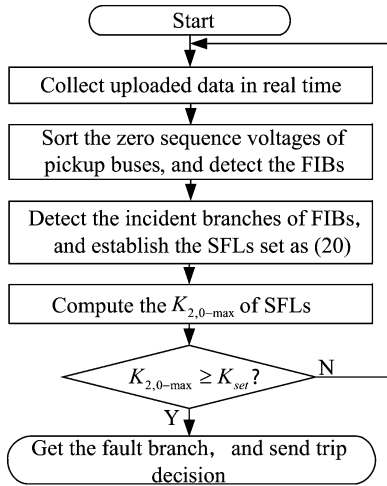 Start
Collect uploaded data in real time
Sort the zero sequence voltages of
pickup buses, and detect the FIBs
Detect the incident branches of FIBs,
and establish the SFLs set as (20)
Compute the K2,0−max of SFLs
K2,0−max ≥ Kset ?
N
Y
Get the fault branch, and send trip
decision